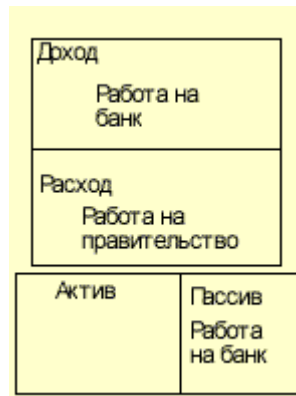 Доход
Работа на
банк
Расход
Работа на
правительство
Актив
Пассив
Работа
на банк